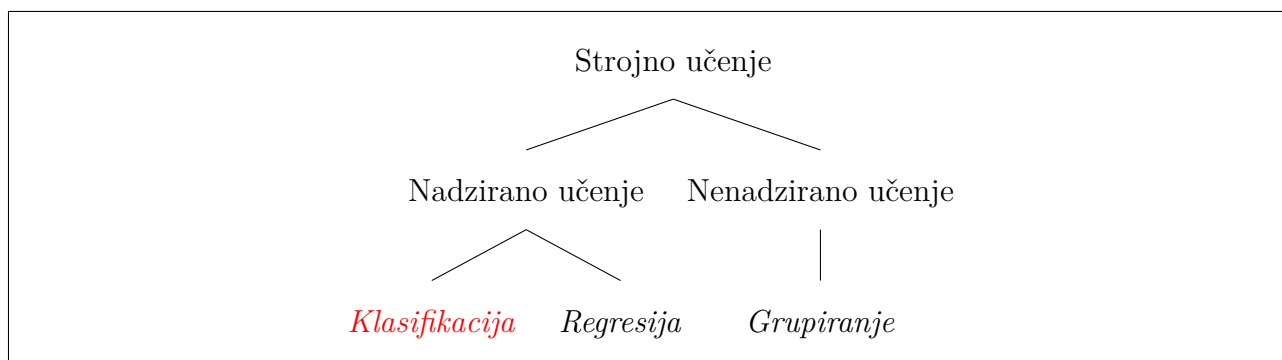 Strojno učenje
Nadzirano učenje Nenadzirano učenje
Klasifikacija Regresija Grupiranje